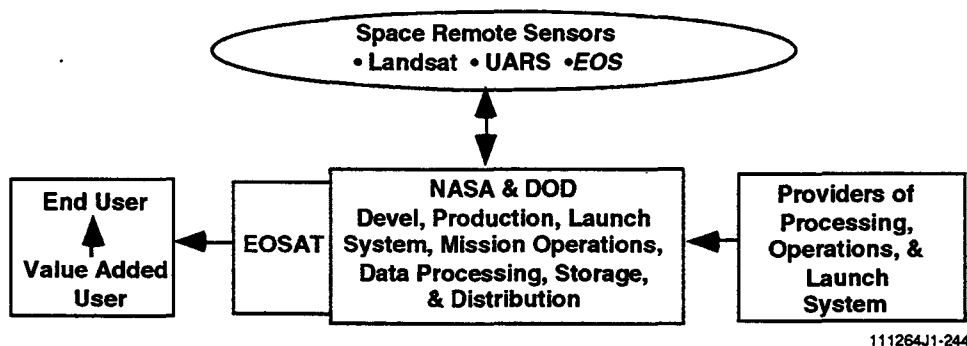 Space Remote Sensors
• Landsat • UARS •EOS
End User
Value Added
User
EOSAT
NASA & DOD
Devel, Production, Launch
System, Mission Operations,
Data Processing, Storage,
& Distribution
Providers of
Processing,
Operations, &
Launch
System
111264J1-244